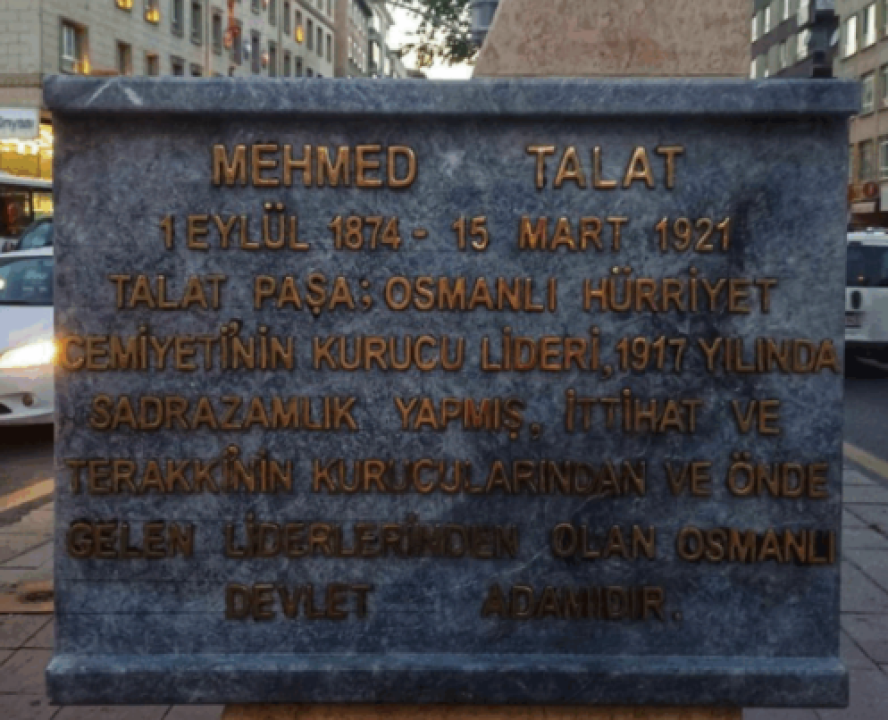 MEHMED TALAT
1 EYLÜL 1874 - 15 MART 1921
TALAT PAŞA; OSMANLI HÜRRİYET
CEMİYETİ'NİN KURUCU LİDERİ, 1917 YILINDA
SADRAZAMLIK YAPMIŞ, İTTİHAT VE
TERAKKİ'NİN KURUCULARINDAN VE ÖNDE
GELEN LİDERLERİNDEN OLAN OSMANLI
DEVLET ADAMIDIR.